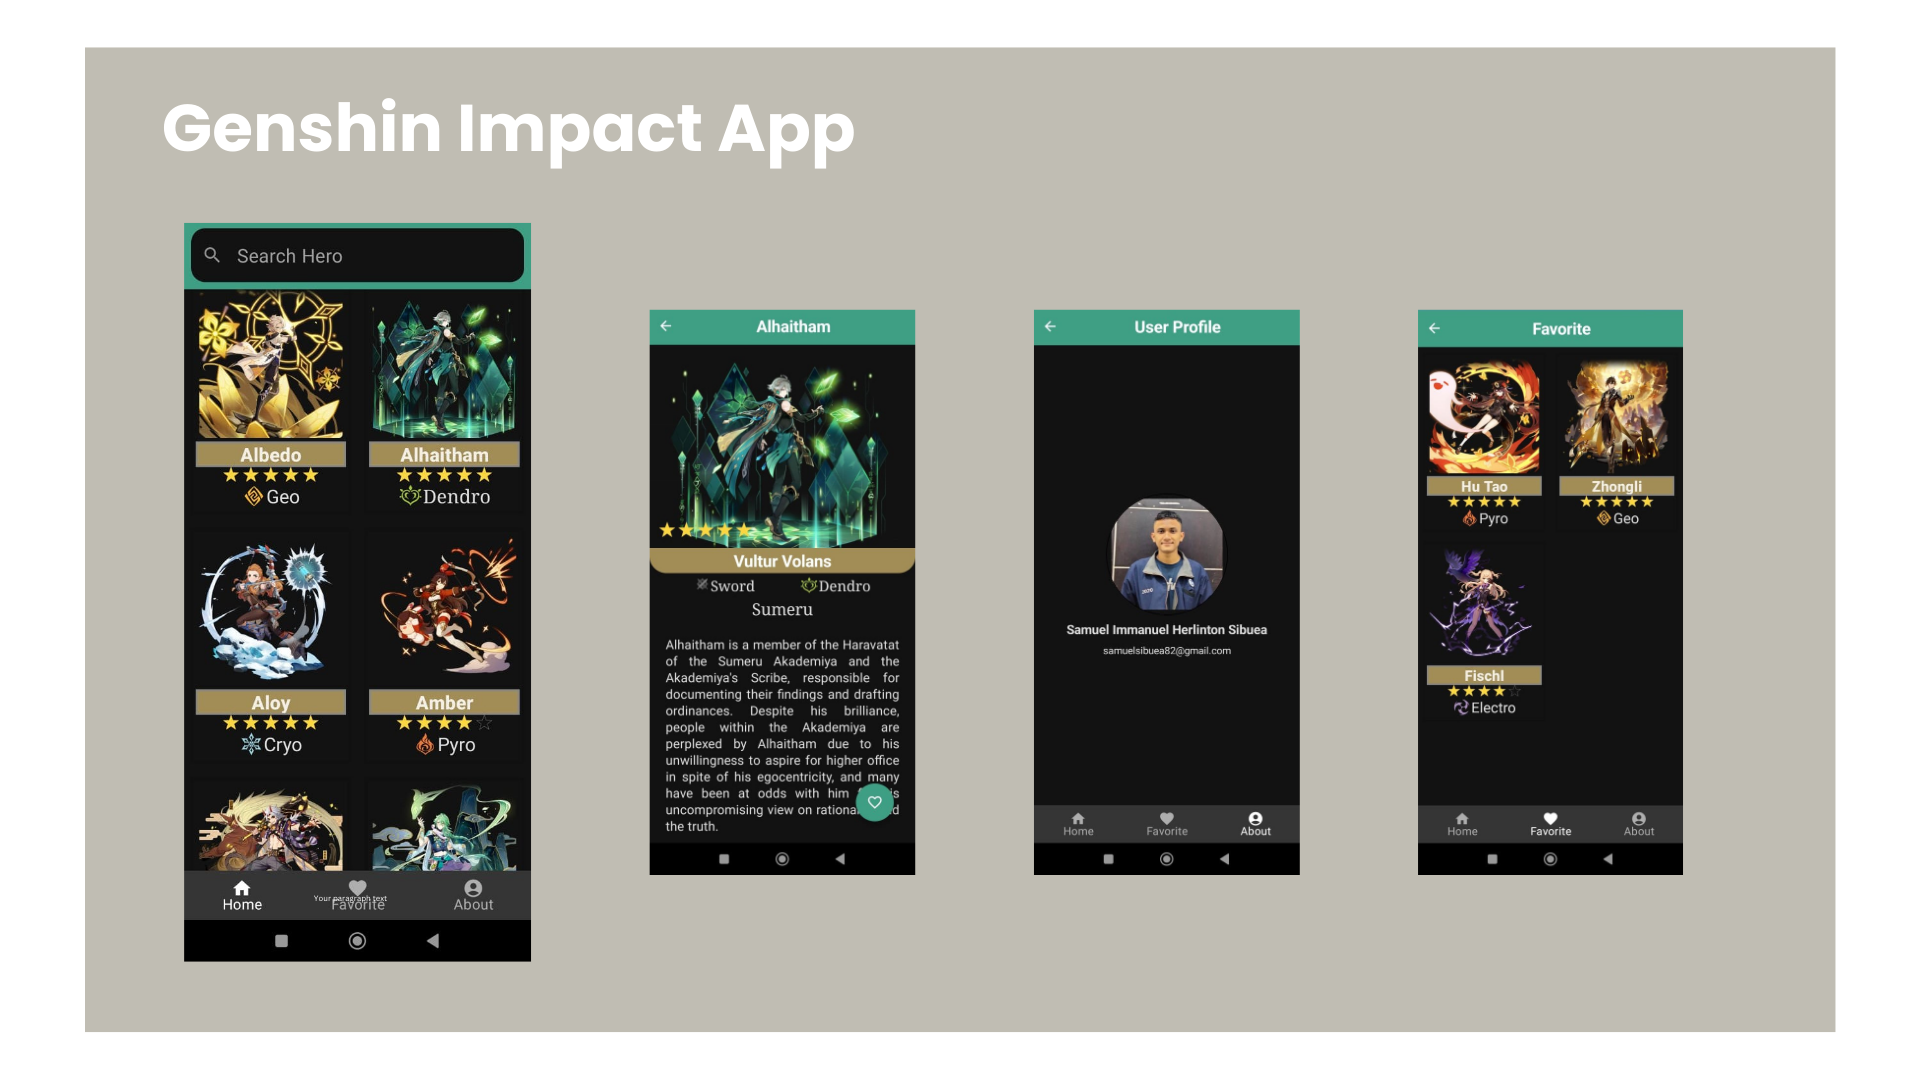 Genshin Impact App
Search Hero
Albedo
Geo
Alhaitham
Dendro
Aloy
Cryo
Amber
Pyro
Home
Favorite
Your paragraph text
About
Alhaitham
Vultur Volans
Sword
Dendro
Sumeru
Alhaitham is a member of the Haravatat
of the Sumeru Akademiya and the
Akademiya's Scribe, responsible for
documenting their findings and drafting
ordinances. Despite his brilliance,
people within the Akademiya are
perplexed by Alhaitham due to his
unwillingness to aspire for higher office
in spite of his egocentricity, and many
have been at odds with him
uncompromising view on
the truth.
User Profile
2020
Samuel Immanuel Herlinton Sibuea
samuelsibuea82@gmail.com
Home
Favorite
About
Favorite
Hu Tao
Pyro
Zhongli
Geo
Fischl
Electro
Home
Favorite
About